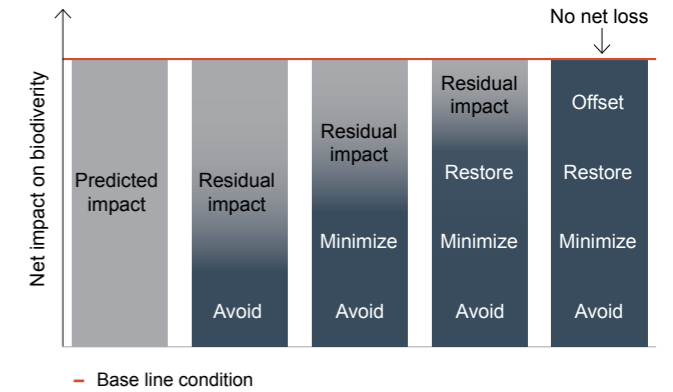 No net loss
Net impact on biodiverity
Predicted
impact
Residual
impact
Avoid
Residual
impact
Minimize
Avoid
Residual
impact
Restore
Minimize
Avoid
Offset
Restore
Minimize
Avoid
Base line condition